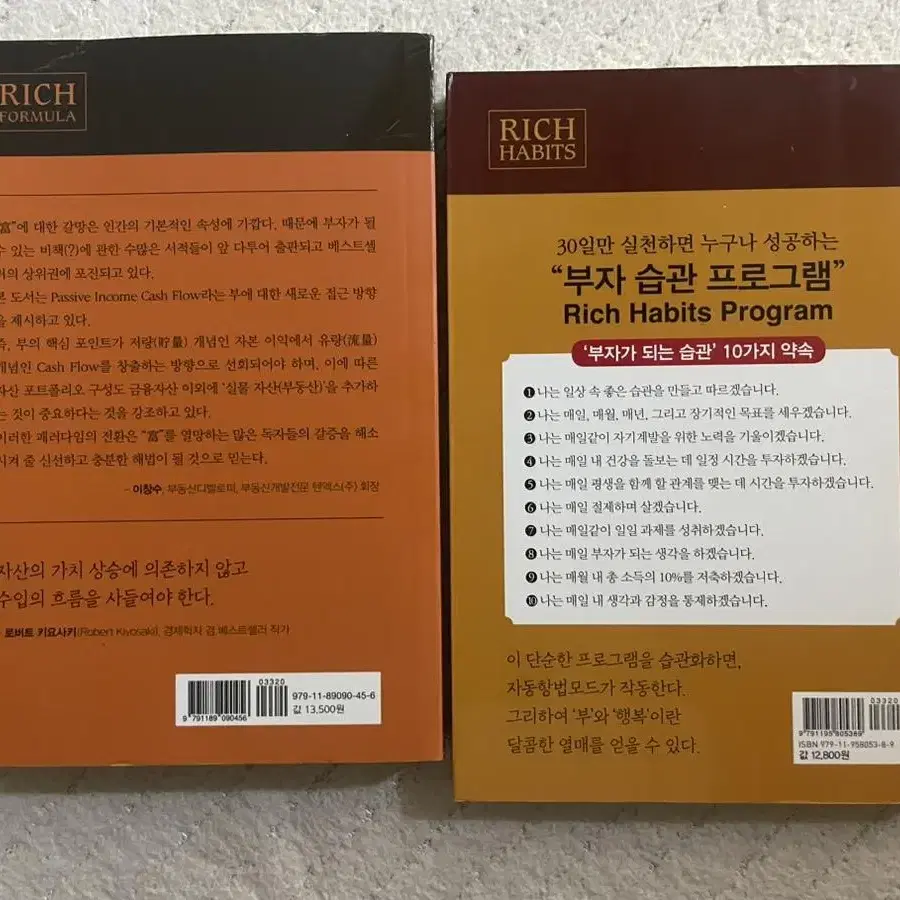 RICH
FORMULA
“富”에 대한 갈망은 인간의 기본적인 속성에 가깝다. 때문에 부자가 될
수 있는 비책(?)에 관한 수많은 서적들이 앞 다투어 출판되고 베스트셀
러의 상위권에 포진되고 있다.
본 도서는 Passive Income Cash Flow라는 부에 대한 새로운 접근 방향
을 제시하고 있다.
즉, 부의 핵심 포인트가 저량(貯量) 개념인 자본 이익에서 유량(流量)
개념인 Cash Flow를 창출하는 방향으로 선회되어야 하며, 이에 따른
자산 포트폴리오 구성도 금융자산 이외에 ‘실물 자산(부동산)’을 추가하
는 것이 중요하다는 것을 강조하고 있다.
이러한 패러다임의 전환은 “富”를 열망하는 많은 독자들의 갈증을 해소
시켜 줄 신선하고 충분한 해법이 될 것으로 믿는다.
– 이창수, 부동산디벨로퍼, 부동산개발전문 텐엑스(주) 회장
자산의 가치 상승에 의존하지 않고
수입의 흐름을 사들여야 한다.
로버트 키요사키(Robert Kiyosaki), 경제학자 겸 베스트셀러 작가
03320
9 791189 090456
979-11-89090-45-6
값 13,500원
RICH
HABITS
30일만 실천하면 누구나 성공하는
“부자 습관 프로그램”
Rich Habits Program
‘부자가 되는 습관’ 10가지 약속
❶ 나는 일상 속 좋은 습관을 만들고 따르겠습니다.
❷ 나는 매일, 매월, 매년, 그리고 장기적인 목표를 세우겠습니다.
❸ 나는 매일같이 자기계발을 위한 노력을 기울이겠습니다.
❹ 나는 매일 내 건강을 돌보는 데 일정 시간을 투자하겠습니다.
❺ 나는 매일 평생을 함께 할 관계를 맺는 데 시간을 투자하겠습니다.
❻ 나는 매일 절제하며 살겠습니다.
❼ 나는 매일같이 일일 과제를 성취하겠습니다.
❽ 나는 매일 부자가 되는 생각을 하겠습니다.
❾ 나는 매월 내 총 소득의 10%를 저축하겠습니다.
❿ 나는 매일 내 생각과 감정을 통제하겠습니다.
이 단순한 프로그램을 습관화하면,
자동항법모드가 작동한다.
그리하여 ‘부’와 ‘행복’이란
달콤한 열매를 얻을 수 있다.
03320
9 791195 805389
ISBN 979-11-958053-8-9
값 12,800원